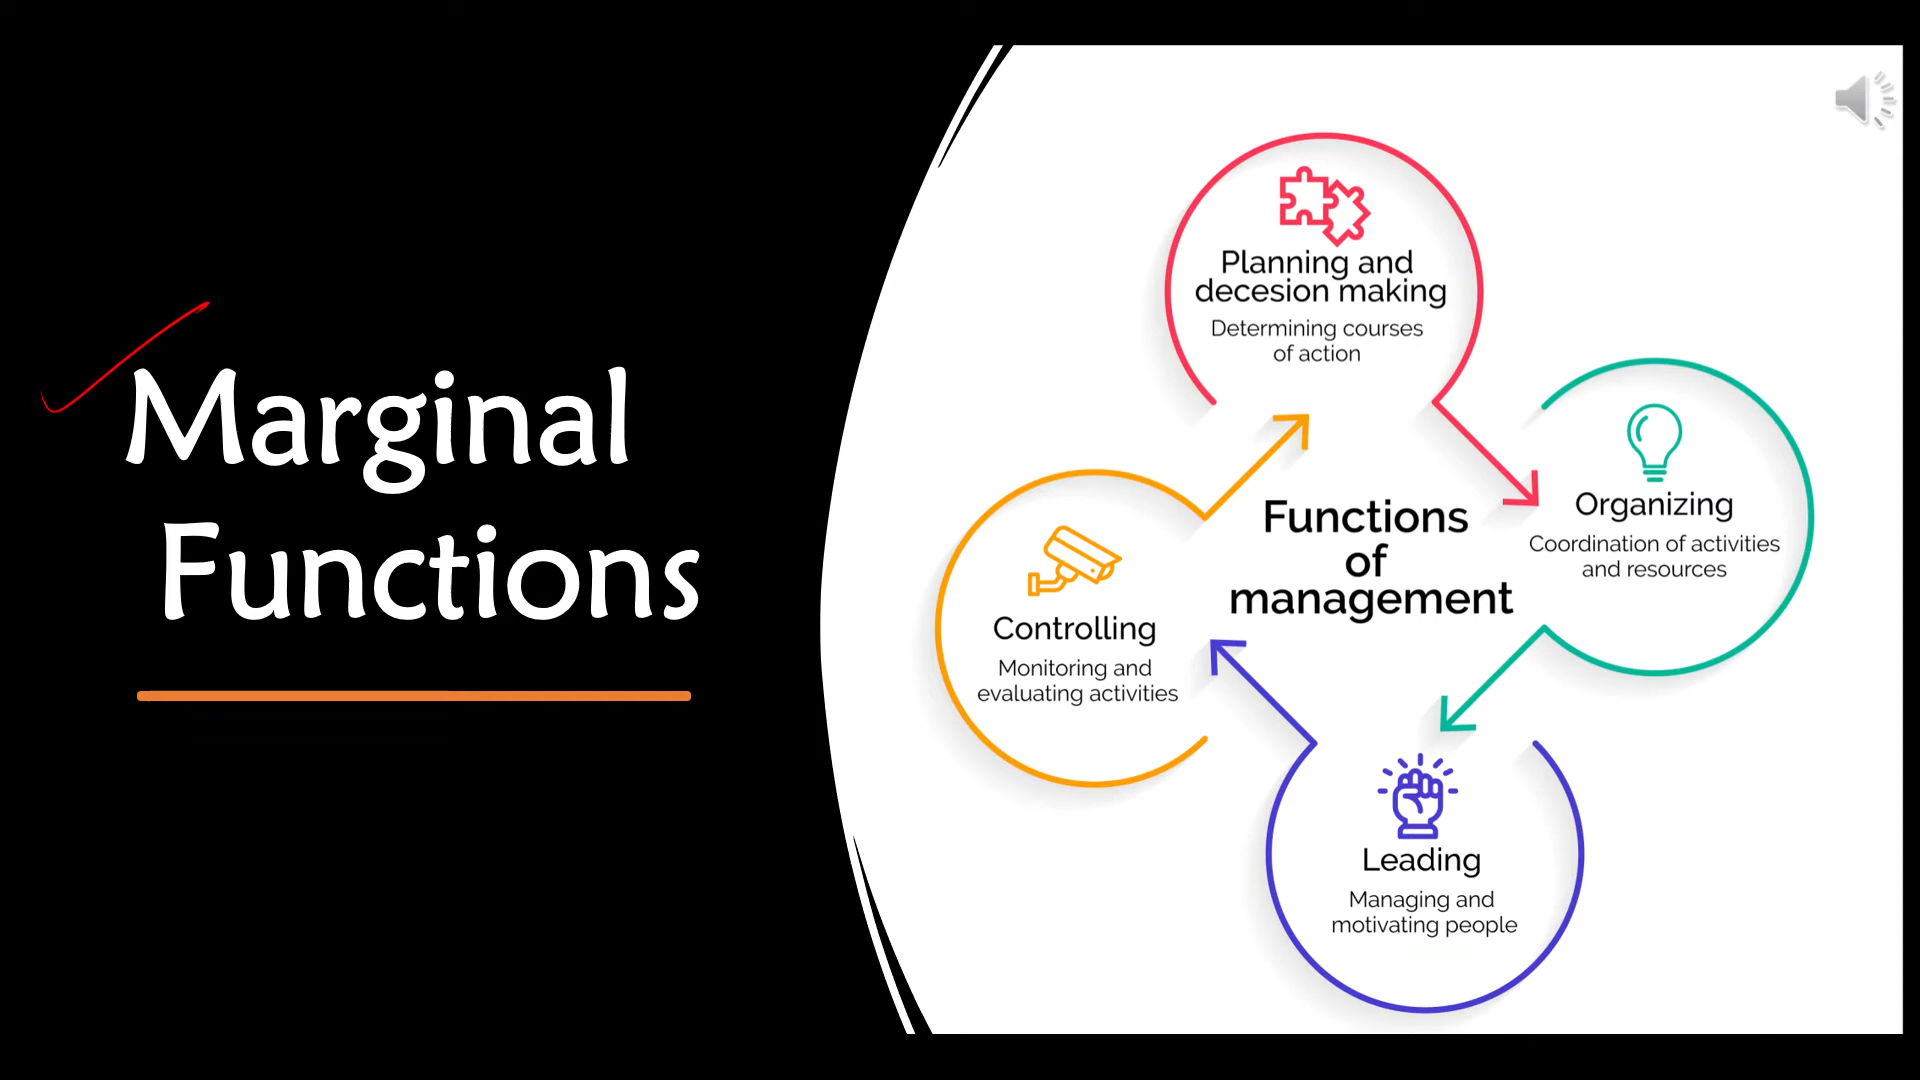 Marginal
Functions
Planning and
decesion making
Determining courses
of action
Organizing
Coordination of activities
and resources
Functions
of
management
Controlling
Monitoring and
evaluating activities
Leading
Managing and
motivating people